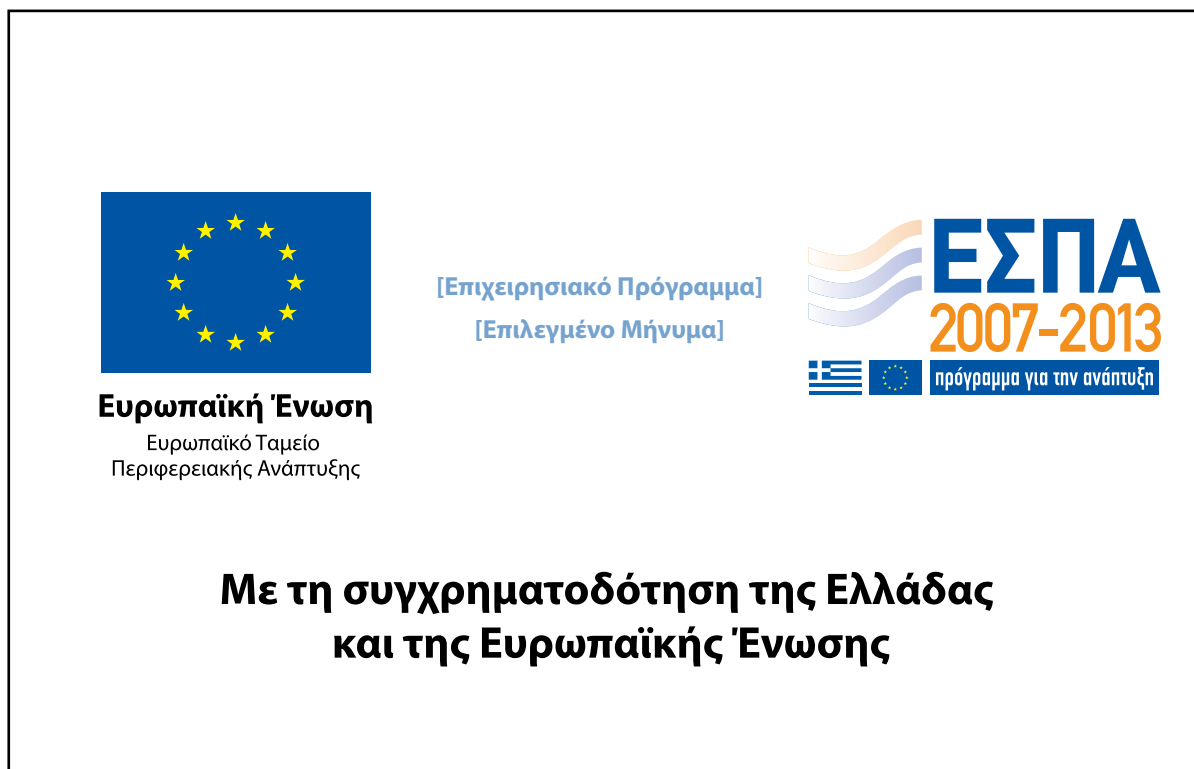 [Επιχειρησιακό Πρόγραμμα]
[Επιλεγμένο Μήνυμα]
ΕΣΠΑ
2007-2013
πρόγραμμα για την ανάπτυξη
Ευρωπαϊκή Ένωση
Ευρωπαϊκό Ταμείο
Περιφερειακής Ανάπτυξης
Με τη συγχρηματοδότηση της Ελλάδας
και της Ευρωπαϊκής Ένωσης